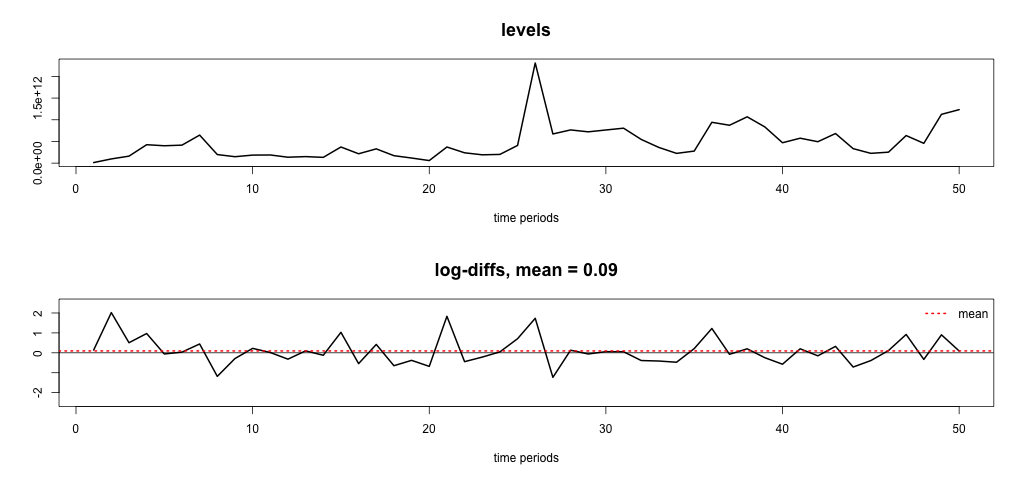 levels
1.5e+12
0.0e+00
0 10 20 30 40 50
time periods
log-diffs, mean = 0.09
mean
2
1
0
-2
0 10 20 30 40 50
time periods